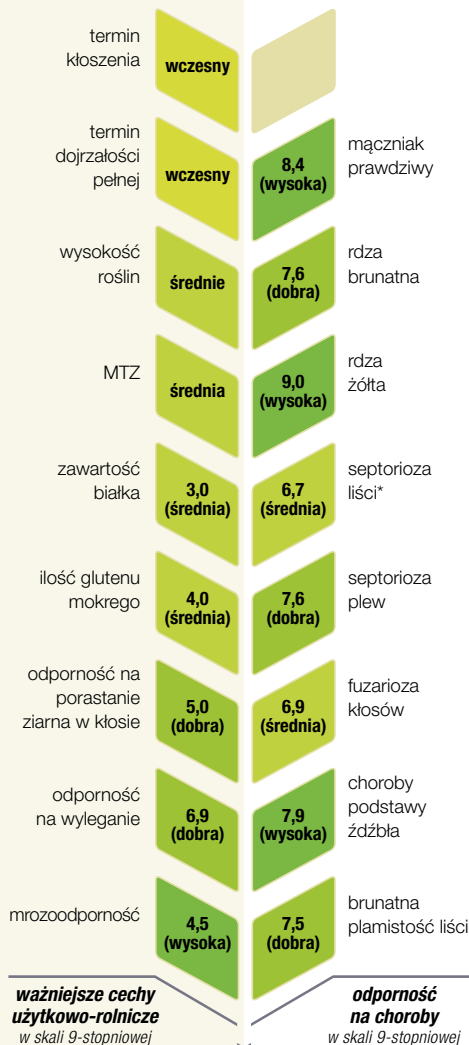 termin
kłoszenia
wczesny
termin
dojrzałości
pełnej
wczesny
8,4
(wysoka)
mączniak
prawdziwy
wysokość
roślin
średnie
7,6
(dobra)
rdza
brunatna
MTZ
średnia
9,0
(wysoka)
rdza
żółta
zawartość
białka
3,0
(średnia)
6,7
(średnia)
septorioza
liści*
ilość glutenu
mokrego
4,0
(średnia)
7,6
(dobra)
septorioza
plew
odporność na
porastanie
ziarna w kłosie
5,0
(dobra)
6,9
(średnia)
fuzarioza
kłosów
odporność
na wyleganie
6,9
(dobra)
7,9
(wysoka)
choroby
podstawy
źdźbła
mrozoodporność
4,5
(wysoka)
7,5
(dobra)
brunatna
plamistość liści
ważniejsze cechy
użytkowo-rolnicze
w skali 9-stopniowej
odporność
na choroby
w skali 9-stopniowej